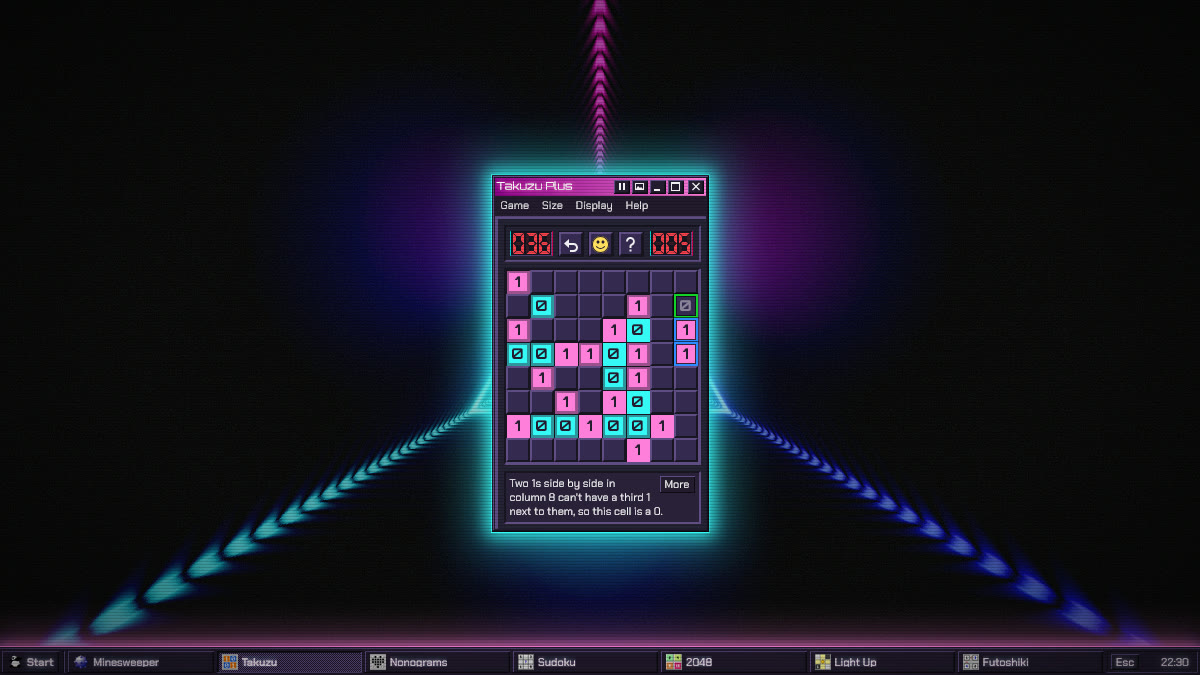 Takuzu Plus
Game Size Display Help
036 ? 005
1
0 1 0
1 1 0 1
0 0 1 1 0 1 1
1 0 1
1 1 0
1 0 0 1 0 0 1
1
Two 1s side by side in
column 8 can't have a third 1
next to them, so this cell is a 0.
More
Start Minesweeper Takuzu Nonograms Sudoku 2048 Light Up Futoshiki Esc 22:30